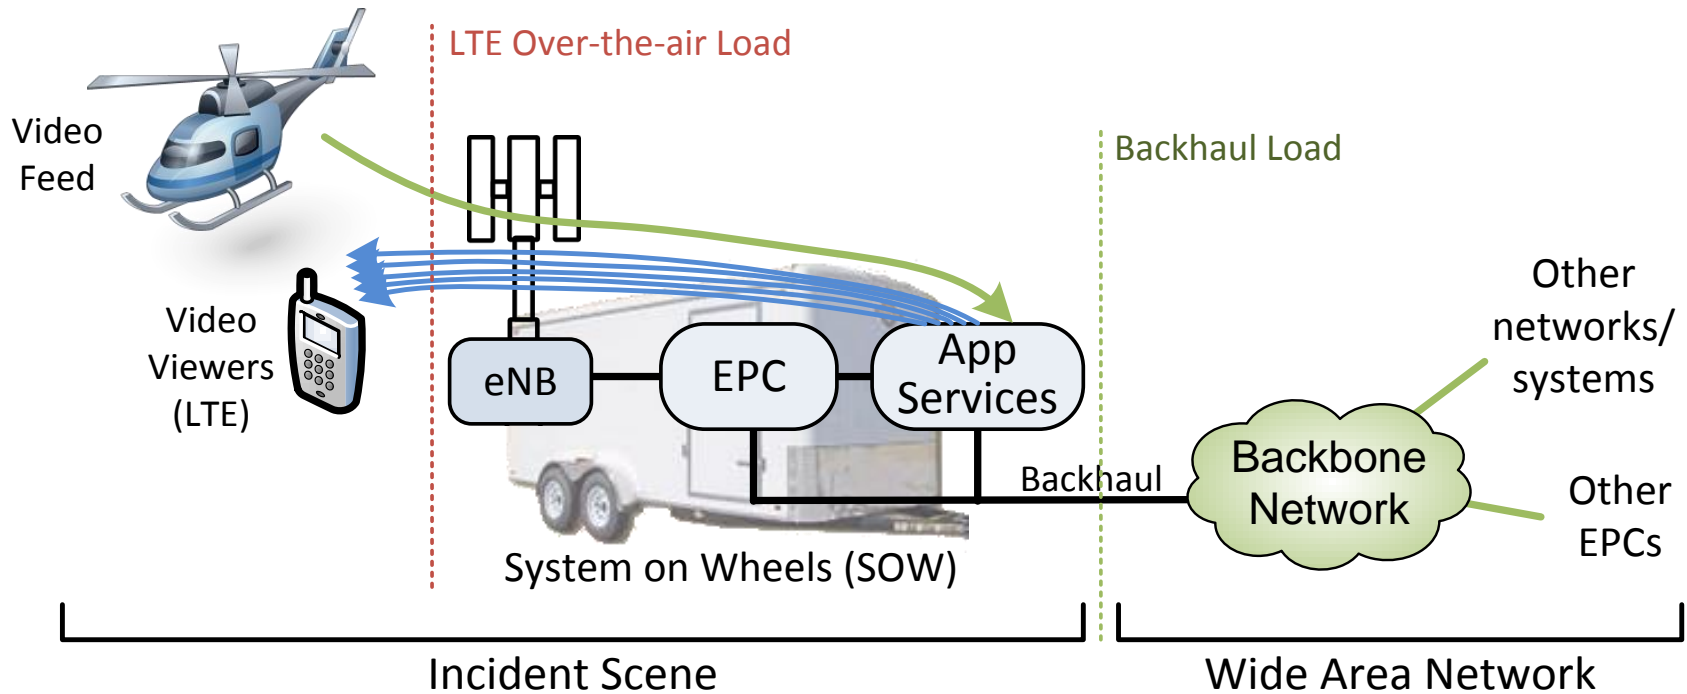 LTE Over-the-air Load
Video
Feed
Backhaul Load
Video
Viewers
(LTE)
eNB
EPC
App
Services
Backhaul
Backbone
Network
Other
networks/
systems
Other
EPCs
System on Wheels (SOW)
Incident Scene
Wide Area Network